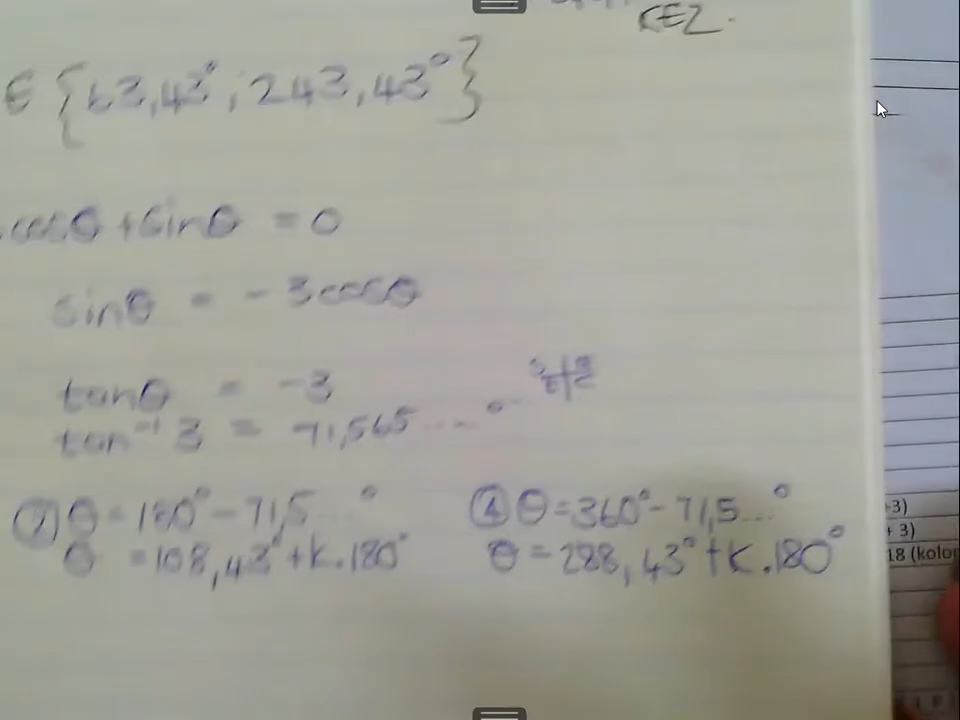 KEZ.
∈ {63,43° ; 243,43°}
cosθ + sinθ = 0
sinθ = -3cosθ
tanθ = -3
tan⁻¹ 3 = 71,565 ....°
② θ = 180° - 71,5...°
θ = 108,43° + k.180°
④ θ = 360° - 71,5...°
θ = 288,43° + k.180°
+3)
+ 3)
18 (kolo